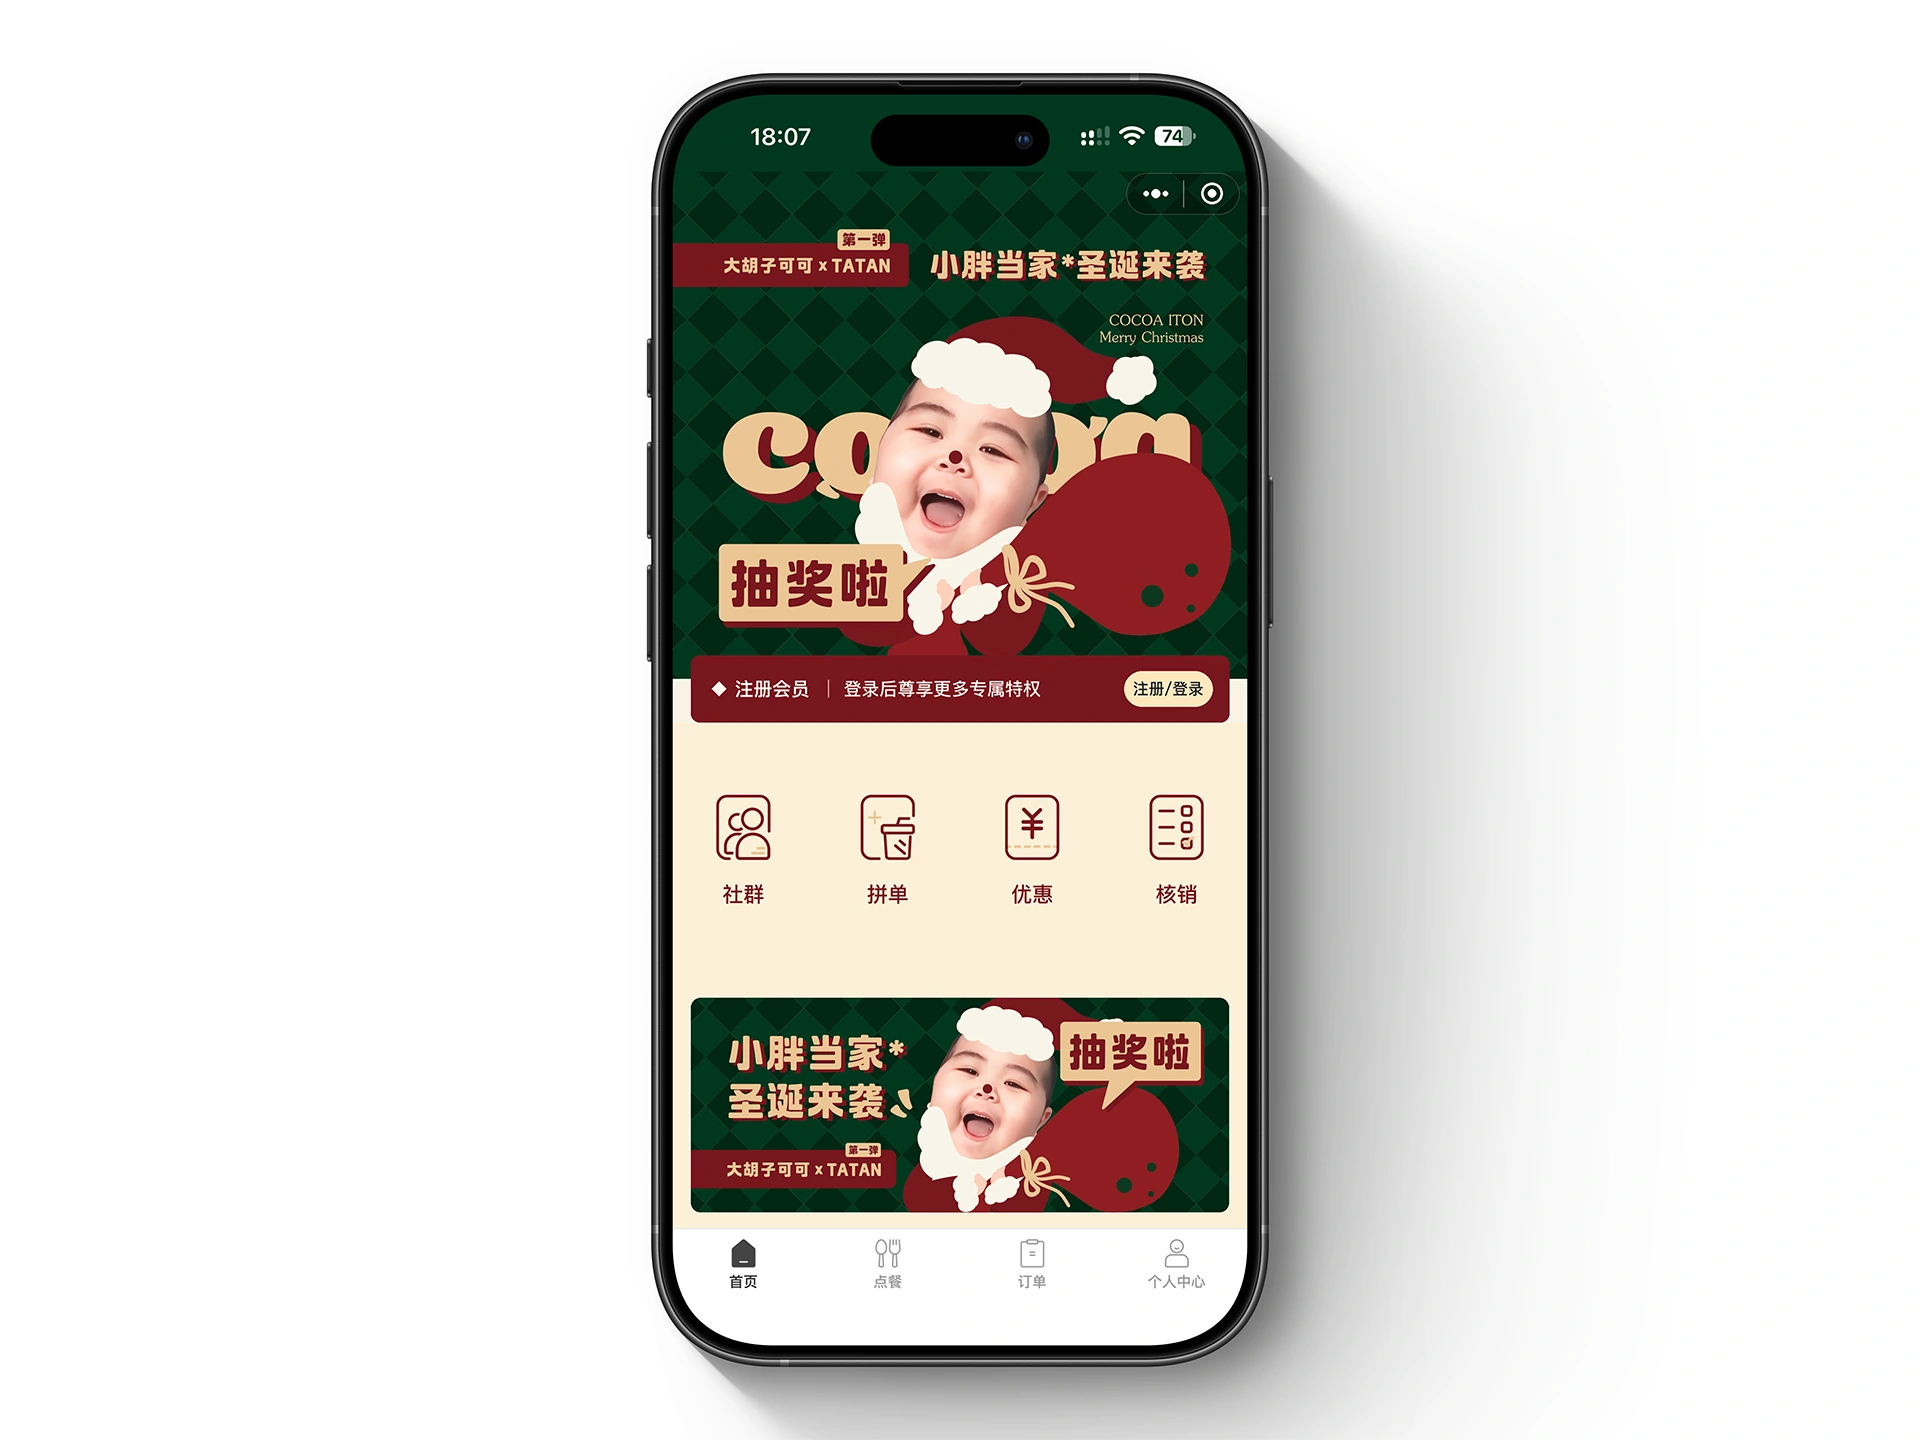 18:07
74
第一弹
大胡子可可 x TATAN
小胖当家*圣诞来袭
COCOA ITON
Merry Christmas
抽奖啦
注册会员 | 登录后尊享更多专属特权
注册/登录
社群
拼单
优惠
核销
小胖当家*
圣诞来袭
抽奖啦
第一弹
大胡子可可 x TATAN
首页
点餐
订单
个人中心